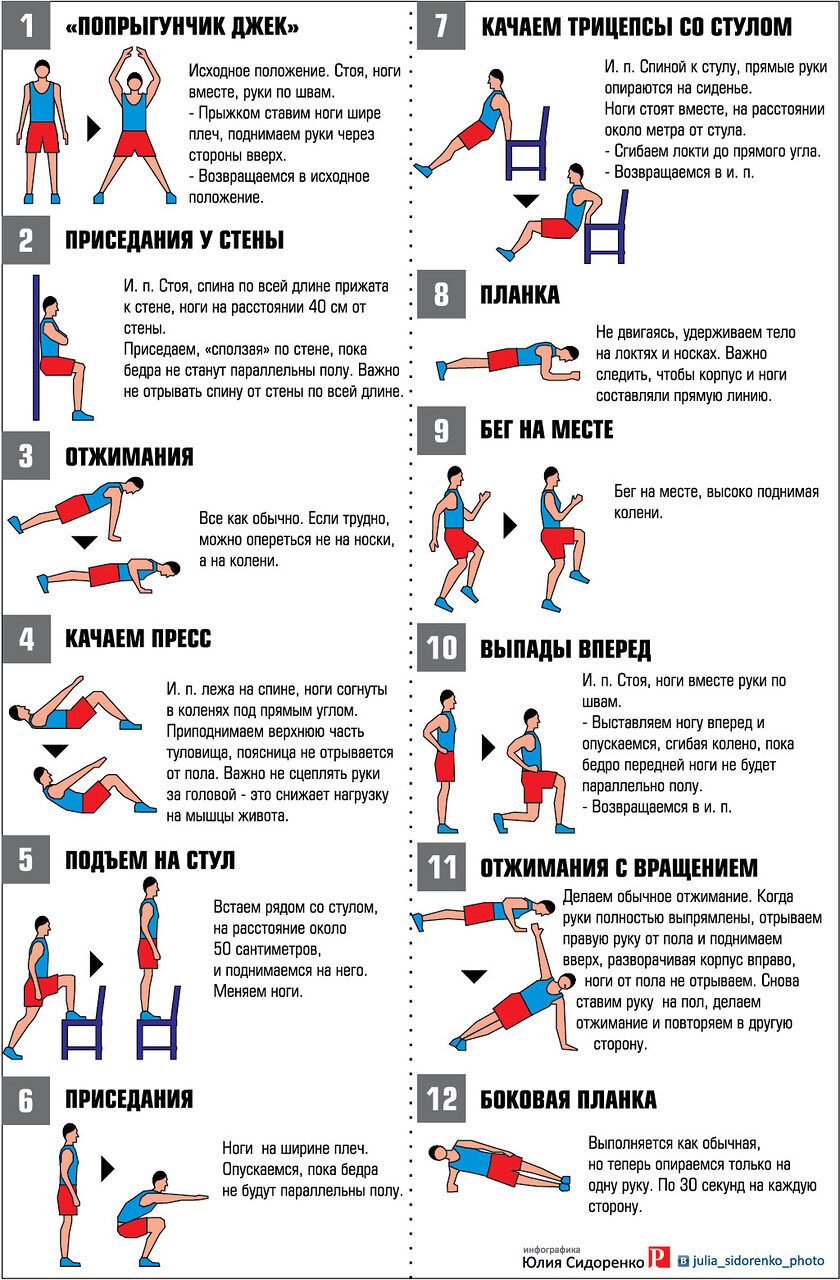 1 «ПОПРЫГУНЧИК ДЖЕК»
Исходное положение. Стоя, ноги
вместе, руки по швам.
- Прыжком ставим ноги шире
плеч, поднимаем руки через
стороны вверх.
- Возвращаемся в исходное
положение.
2 ПРИСЕДАНИЯ У СТЕНЫ
И. п. Стоя, спина по всей длине прижата
к стене, ноги на расстоянии 40 см от
стены.
Приседаем, «сползая» по стене, пока
бедра не станут параллельны полу. Важно
не отрывать спину от стены по всей длине.
3 ОТЖИМАНИЯ
Все как обычно. Если трудно,
можно опереться не на носки,
а на колени.
4 КАЧАЕМ ПРЕСС
И. п. лежа на спине, ноги согнуты
в коленях под прямым углом.
Приподнимаем верхнюю часть
туловища, поясница не отрывается
от пола. Важно не сцеплять руки
за головой - это снижает нагрузку
на мышцы живота.
5 ПОДЪЕМ НА СТУЛ
Встаем рядом со стулом,
на расстояние около
50 сантиметров,
и поднимаемся на него.
Меняем ноги.
6 ПРИСЕДАНИЯ
Ноги на ширине плеч.
Опускаемся, пока бедра
не будут параллельны полу.
7 КАЧАЕМ ТРИЦЕПСЫ СО СТУЛОМ
И. п. Спиной к стулу, прямые руки
опираются на сиденье.
Ноги стоят вместе, на расстоянии
около метра от стула.
- Сгибаем локти до прямого угла.
- Возвращаемся в и. п.
8 ПЛАНКА
Не двигаясь, удерживаем тело
на локтях и носках. Важно
следить, чтобы корпус и ноги
составляли прямую линию.
9 БЕГ НА МЕСТЕ
Бег на месте, высоко поднимая
колени.
10 ВЫПАДЫ ВПЕРЕД
И. п. Стоя, ноги вместе руки по
швам.
- Выставляем ногу вперед и
опускаемся, сгибая колено, пока
бедро передней ноги не будет
параллельно полу.
- Возвращаемся в и. п.
11 ОТЖИМАНИЯ С ВРАЩЕНИЕМ
Делаем обычное отжимание. Когда
руки полностью выпрямлены, отрываем
правую руку от пола и поднимаем
вверх, разворачивая корпус вправо,
ноги от пола не отрываем. Снова
ставим руку на пол, делаем
отжимание и повторяем в другую
сторону.
12 БОКОВАЯ ПЛАНКА
Выполняется как обычная,
но теперь опираемся только на
одну руку. По 30 секунд на каждую
сторону.
инфографика
Юлия Сидоренко P B julia_sidorenko_photo